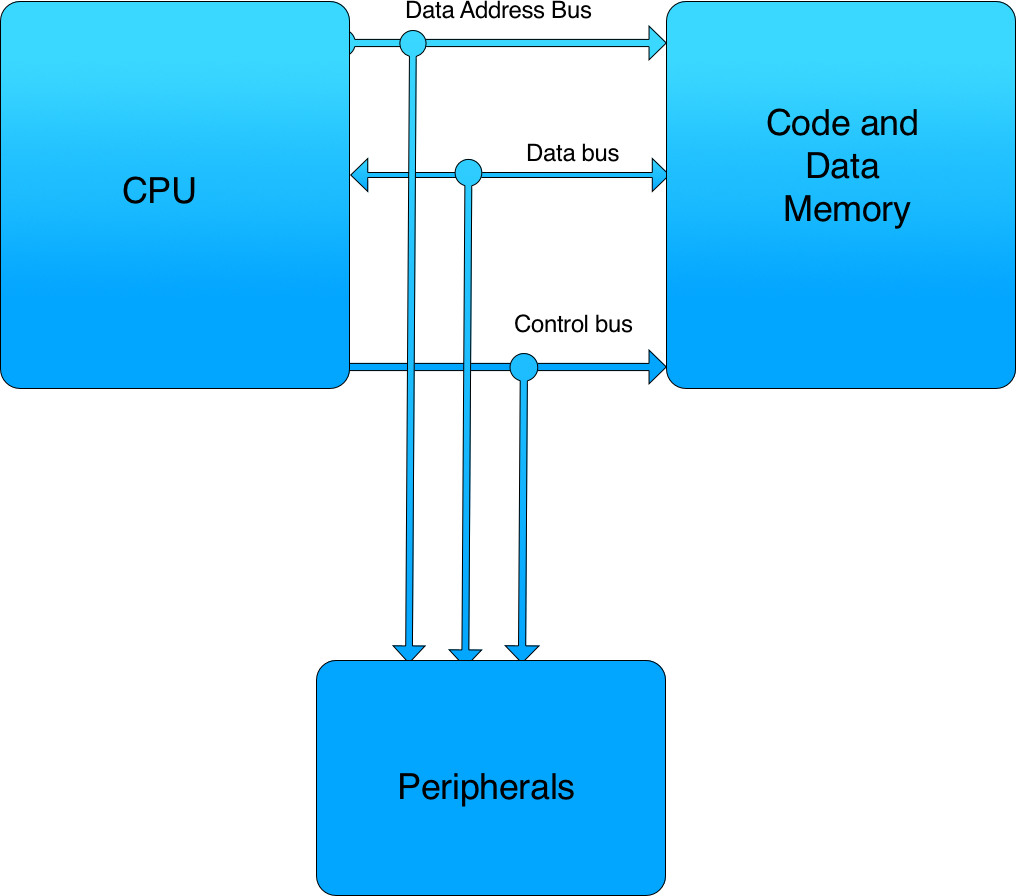 Data Address Bus
CPU
Code and
Data
Memory
Data bus
Control bus
Peripherals